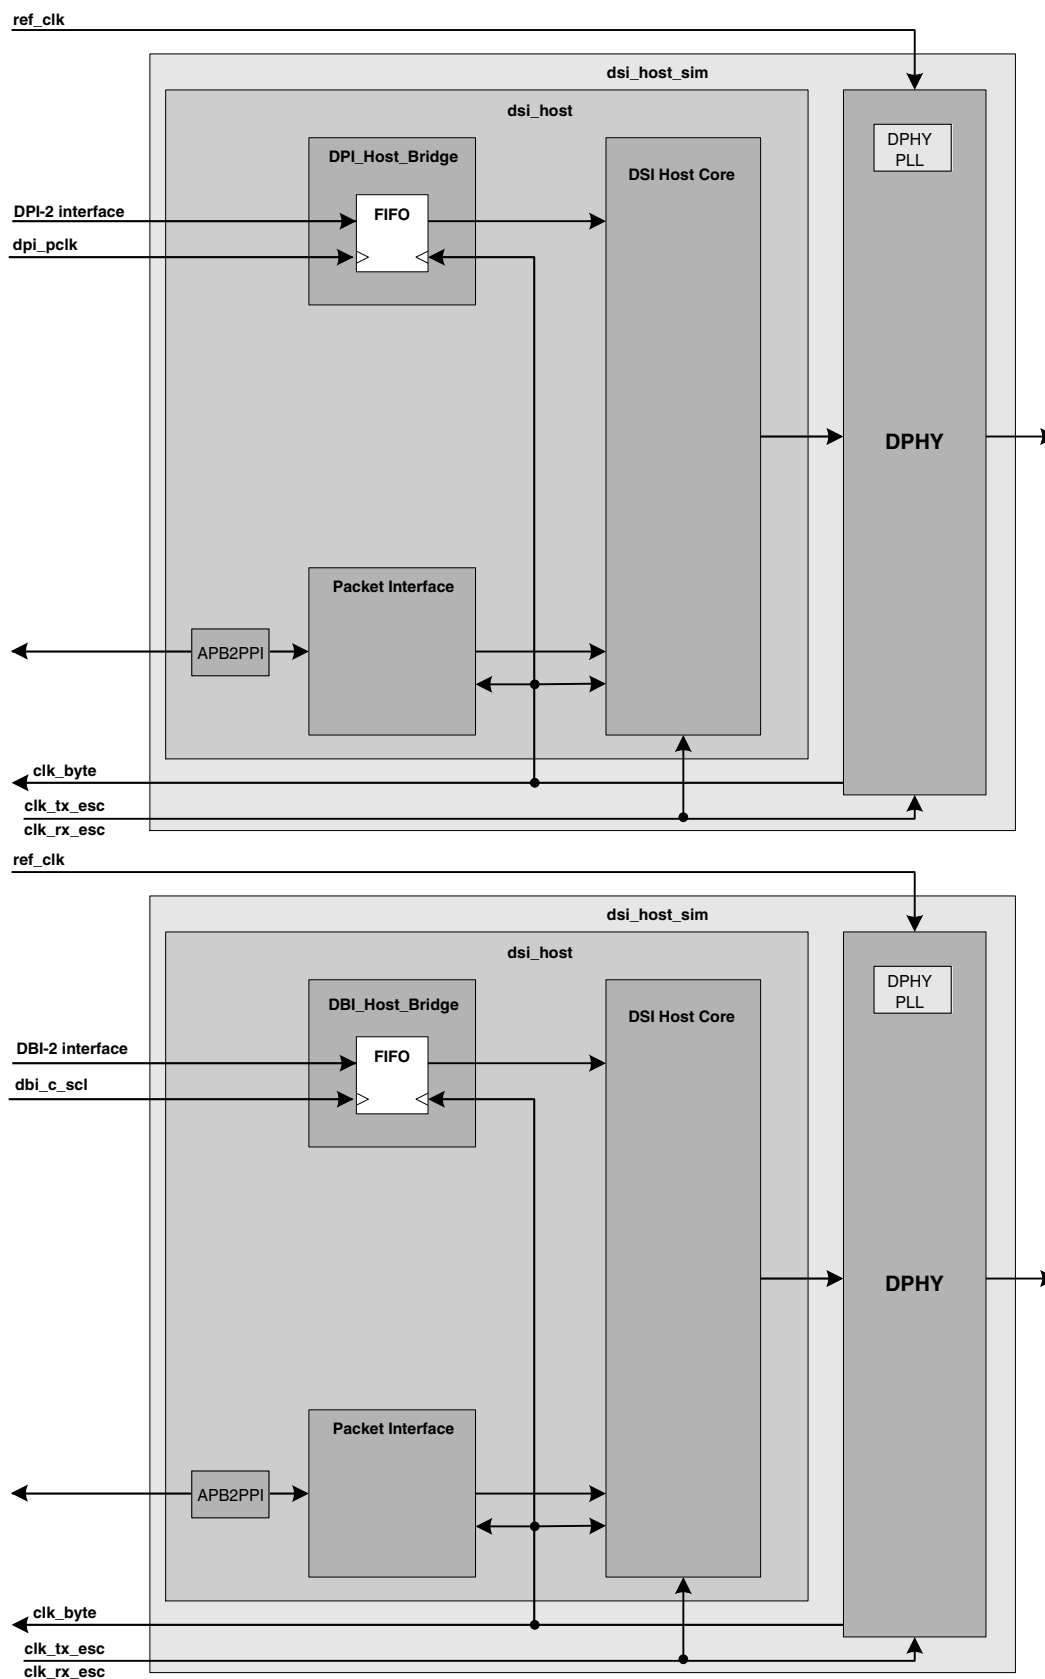 ref_clk
dsi_host_sim
dsi_host
DPI_Host_Bridge
DSI Host Core
DPHY
PLL
DPI-2 interface
FIFO
dpi_pclk
DPHY
Packet Interface
APB2PPI
clk_byte
clk_tx_esc
clk_rx_esc
ref_clk
dsi_host_sim
dsi_host
DBI_Host_Bridge
DSI Host Core
DPHY
PLL
DBI-2 interface
FIFO
dbi_c_scl
DPHY
Packet Interface
APB2PPI
clk_byte
clk_tx_esc
clk_rx_esc